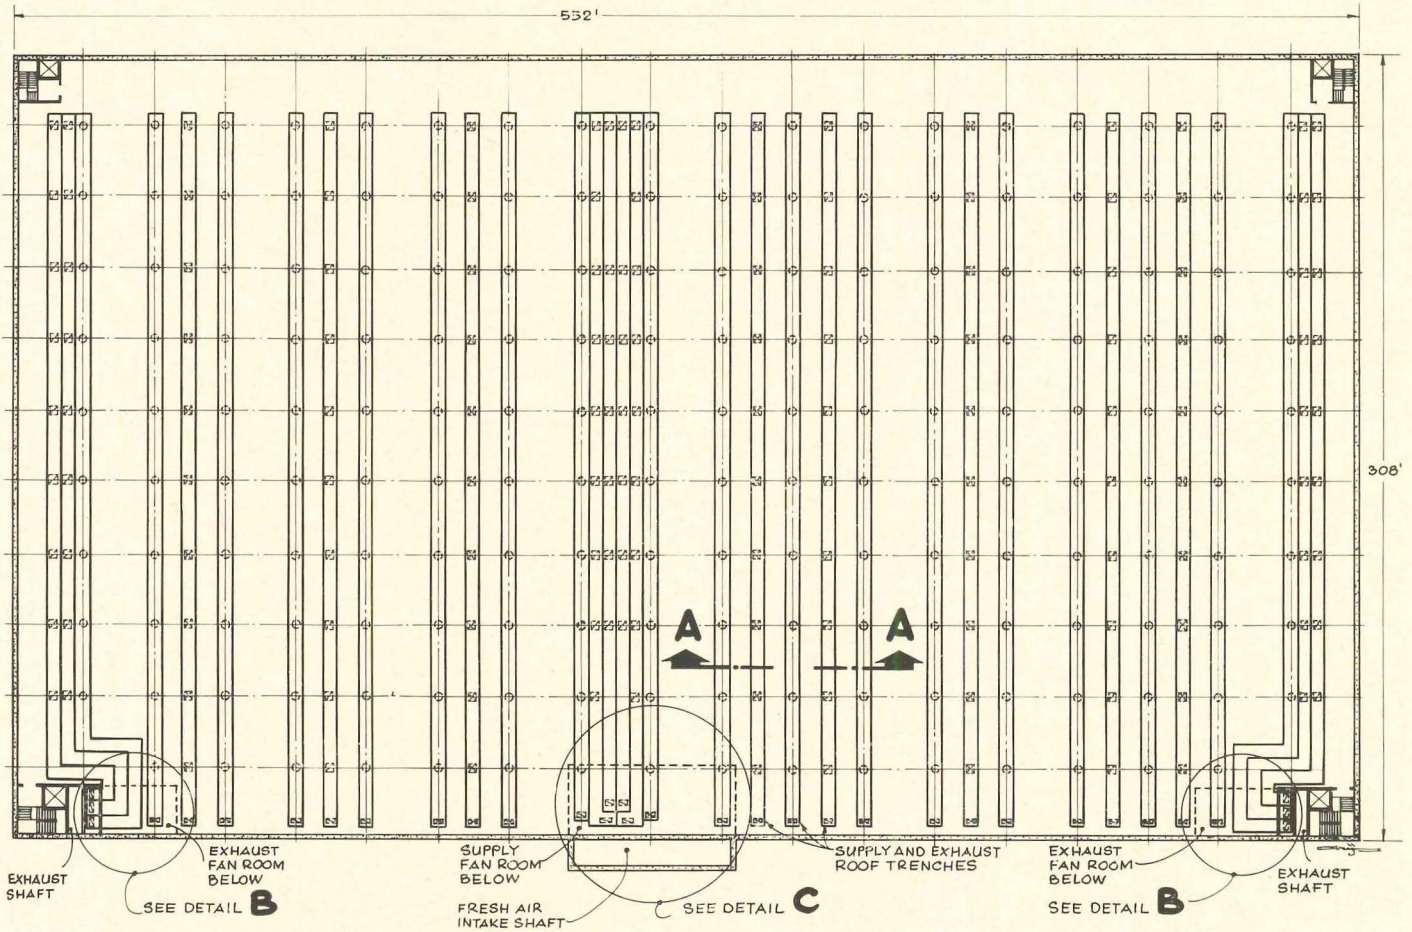 532'
308'
A A
EXHAUST
SHAFT
EXHAUST
FAN ROOM
BELOW
SEE DETAIL B
SUPPLY
FAN ROOM
BELOW
FRESH AIR
INTAKE SHAFT
SEE DETAIL C
SUPPLY AND EXHAUST
ROOF TRENCHES
EXHAUST
FAN ROOM
BELOW
SEE DETAIL B
EXHAUST
SHAFT